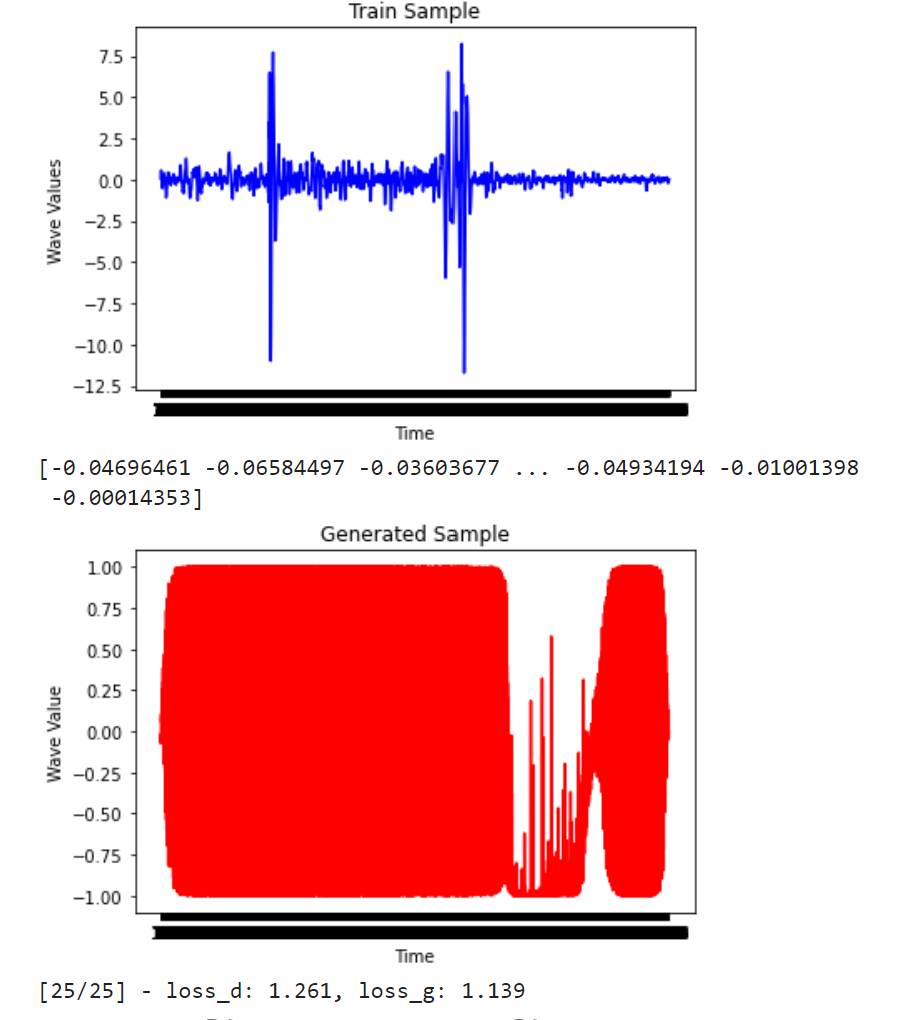 Train Sample
7.5
5.0
2.5
0.0
−2.5
−5.0
−7.5
−10.0
−12.5
Wave Values
Time
[-0.04696461 -0.06584497 -0.03603677 ... -0.04934194 -0.01001398
-0.00014353]
Generated Sample
1.00
0.75
0.50
0.25
0.00
−0.25
−0.50
−0.75
−1.00
Wave Value
Time
[25/25] - loss_d: 1.261, loss_g: 1.139